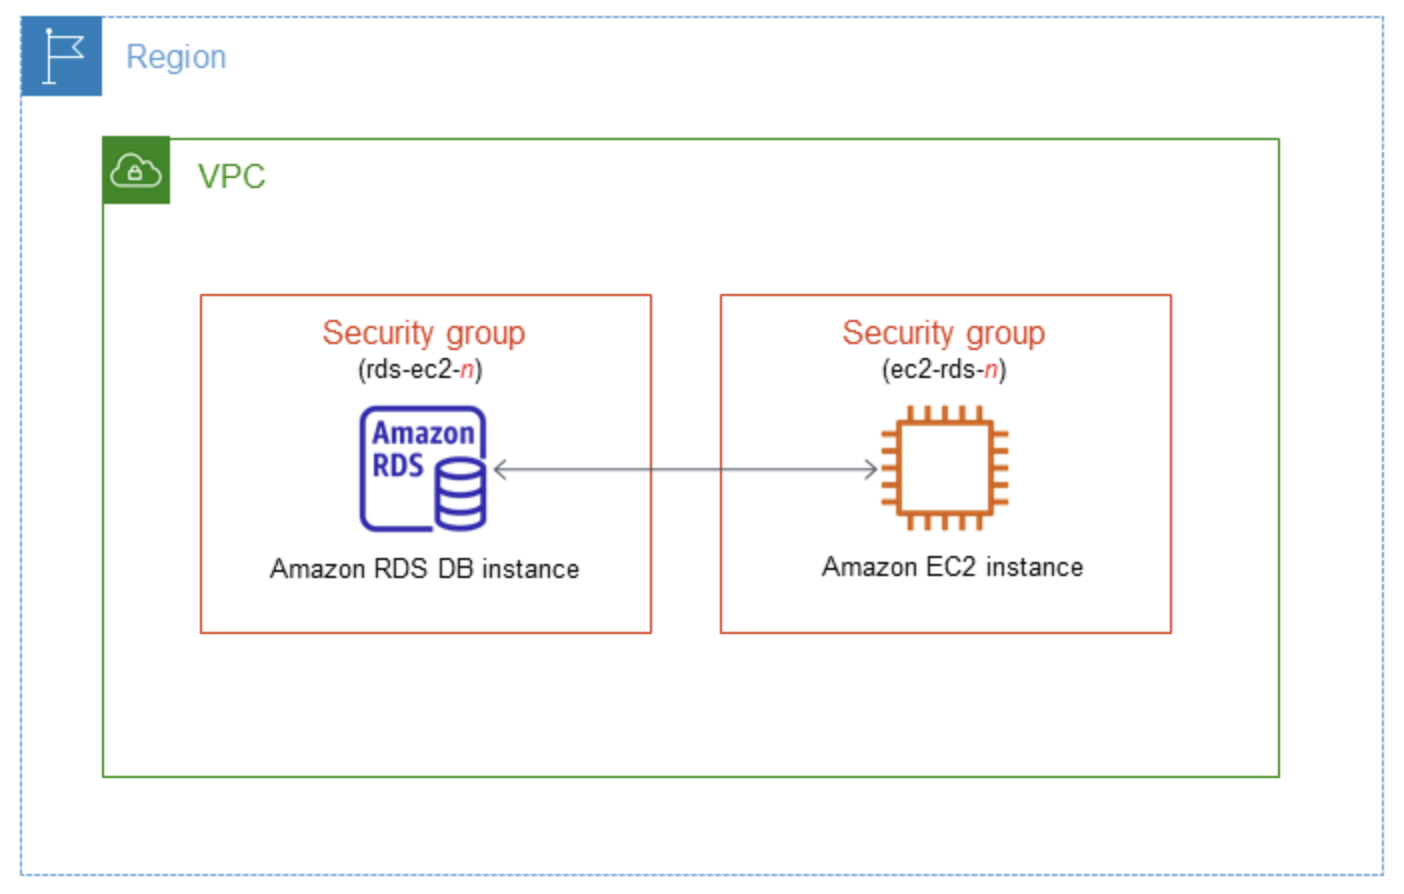 Region
VPC
Security group
(rds-ec2-n)
Amazon
RDS
Amazon RDS DB instance
Security group
(ec2-rds-n)
Amazon EC2 instance